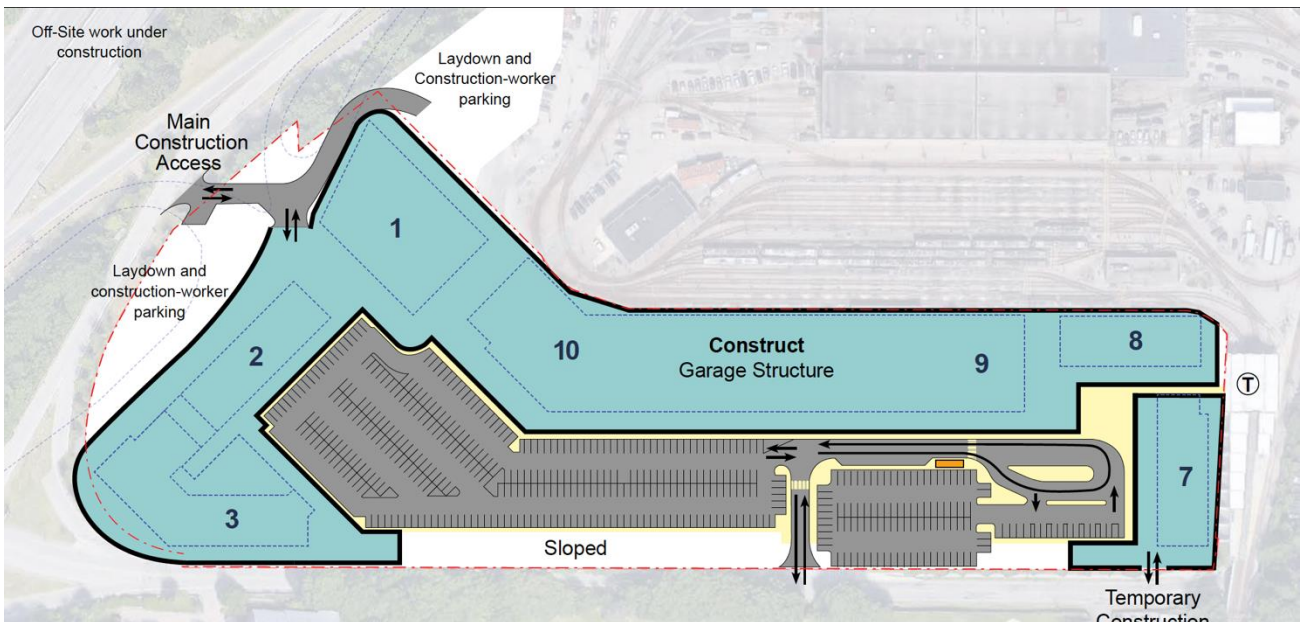 Off-Site work under
construction
Laydown and
Construction-worker
parking
Main
Construction
Access
1
Laydown and
construction-worker
parking
2
10
Construct
Garage Structure
9
8
T
7
3
Sloped
Temporary
Construction